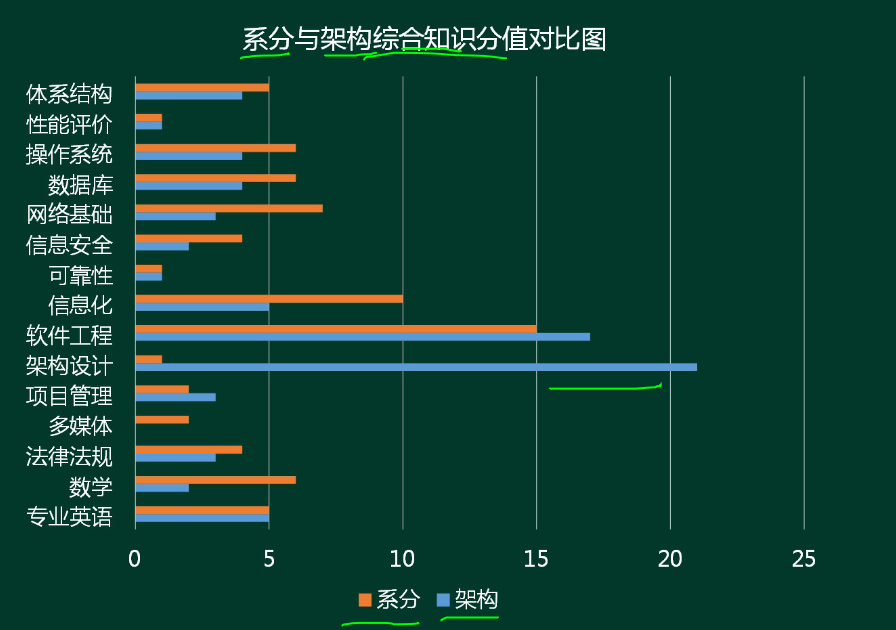 系分与架构综合知识分值对比图
体系结构
性能评价
操作系统
数据库
网络基础
信息安全
可靠性
信息化
软件工程
架构设计
项目管理
多媒体
法律法规
数学
专业英语
0 5 10 15 20 25
系分 架构